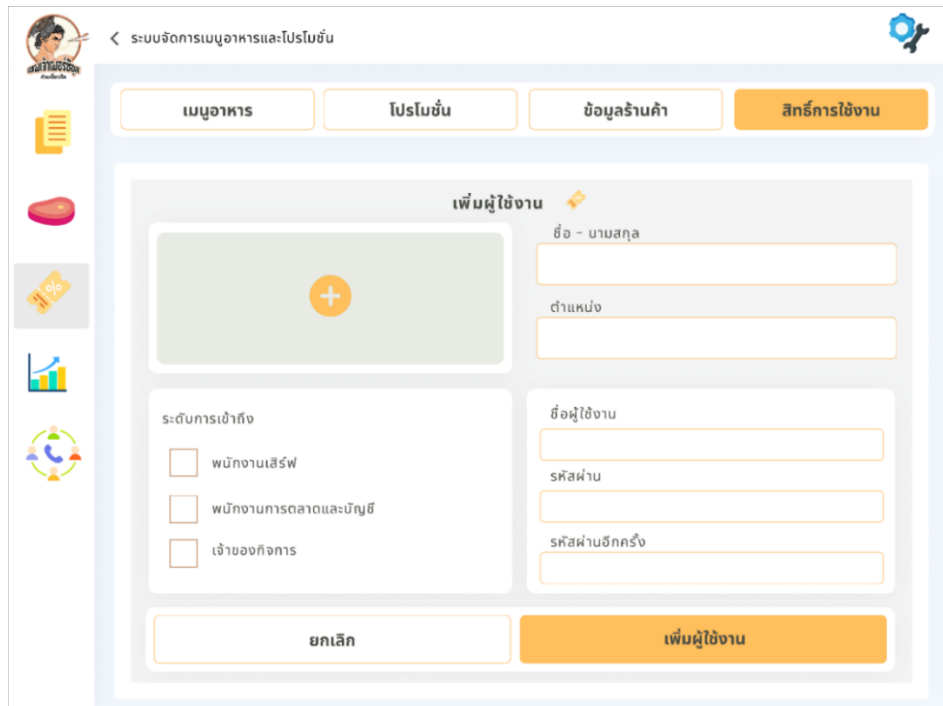 ระบบจัดการเมนูอาหารและโปรโมชั่น
เมนูอาหาร
โปรโมชั่น
ข้อมูลร้านค้า
สิทธิ์การใช้งาน
เพิ่มผู้ใช้งาน
ชื่อ - นามสกุล
ตำแหน่ง
ระดับการเข้าถึง
พนักงานเสิร์ฟ
พนักงานการตลาดและบัญชี
เจ้าของกิจการ
ชื่อผู้ใช้งาน
รหัสผ่าน
รหัสผ่านอีกครั้ง
ยกเลิก
เพิ่มผู้ใช้งาน